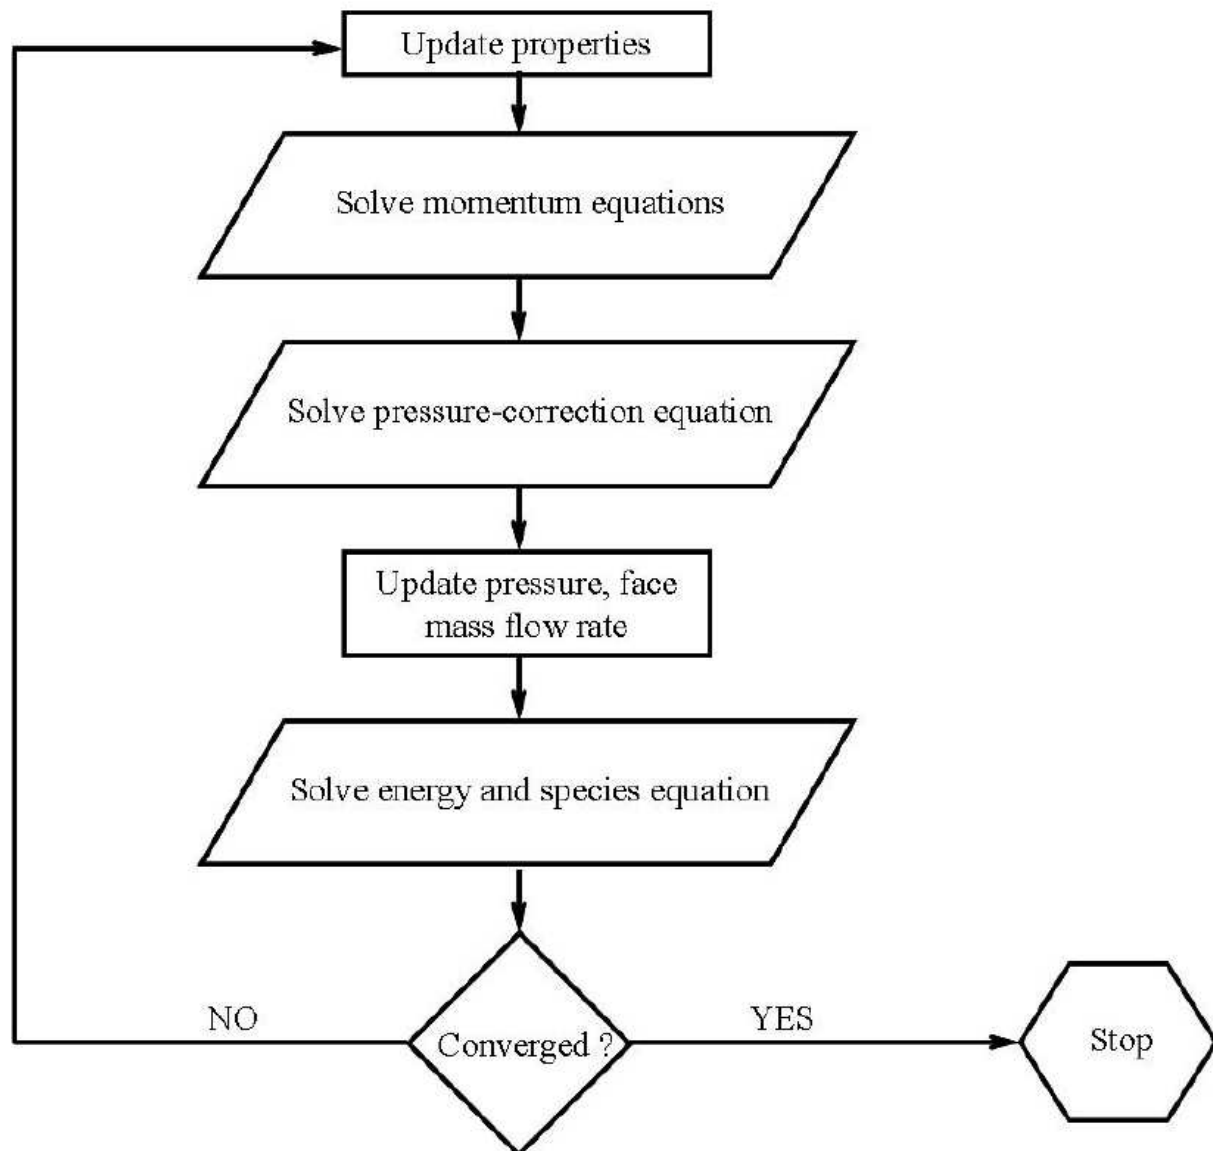 Update properties
Solve momentum equations
Solve pressure-correction equation
Update pressure, face
mass flow rate
Solve energy and species equation
NO
Converged ?
YES
Stop